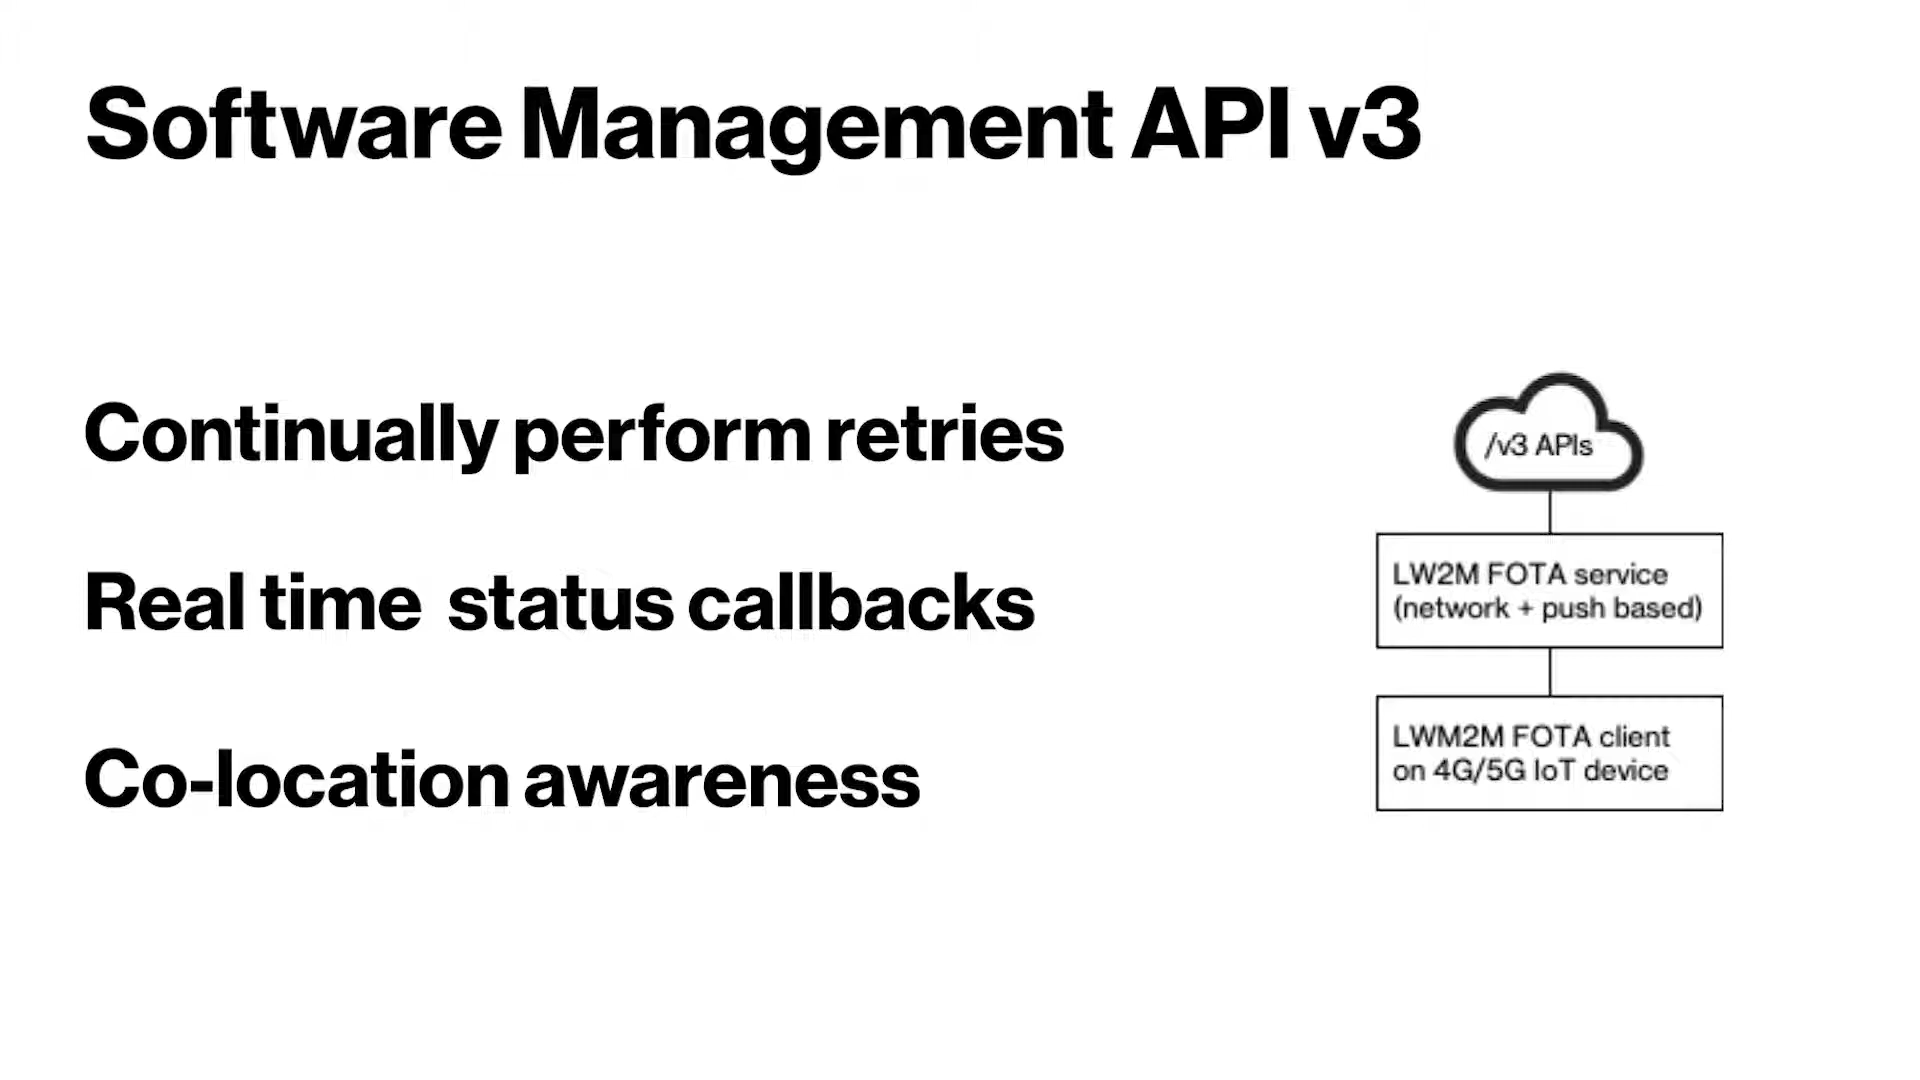 Software Management API v3
Continually perform retries
Real time status callbacks
Co-location awareness
/v3 APIs
LW2M FOTA service
(network + push based)
LWM2M FOTA client
on 4G/5G IoT device